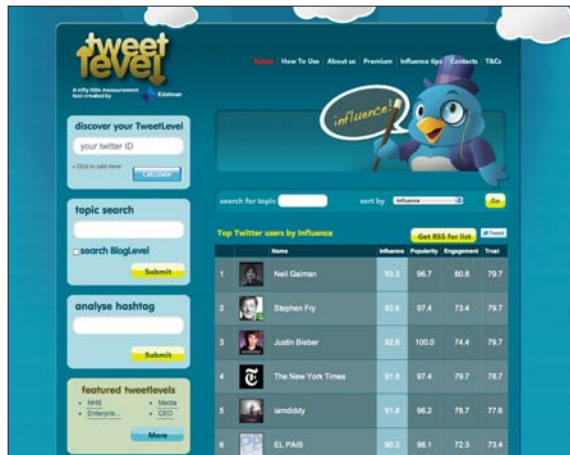 tweet
level
A nifty little measurement
tool created by Edelman
Home How To Use About us Premium Influence tips Contacts T&Cs
influence!
discover your TweetLevel
your twitter ID
Click to add more
Calculate
search for topic
sort by
Influence
Go
topic search
search BlogLevel
Submit
Top Twitter users by Influence
Get RSS for list
Tweet
Name Influence Popularity Engagement Trust
1 Neil Gaiman 93.3 96.7 80.8 79.7
2 Stephen Fry 97.4 73.4 79.7
3 Justin Bieber 100.0 74.4 79.7
4 The New York Times 97.4 79.7 78.7
5 iamdiddy 96.2 78.7 77.6
6 EL PAIS 90.2 96.1 72.3 73.4
analyse hashtag
Submit
featured tweetlevels
NHS
Media
Enterpris...
CEO
More